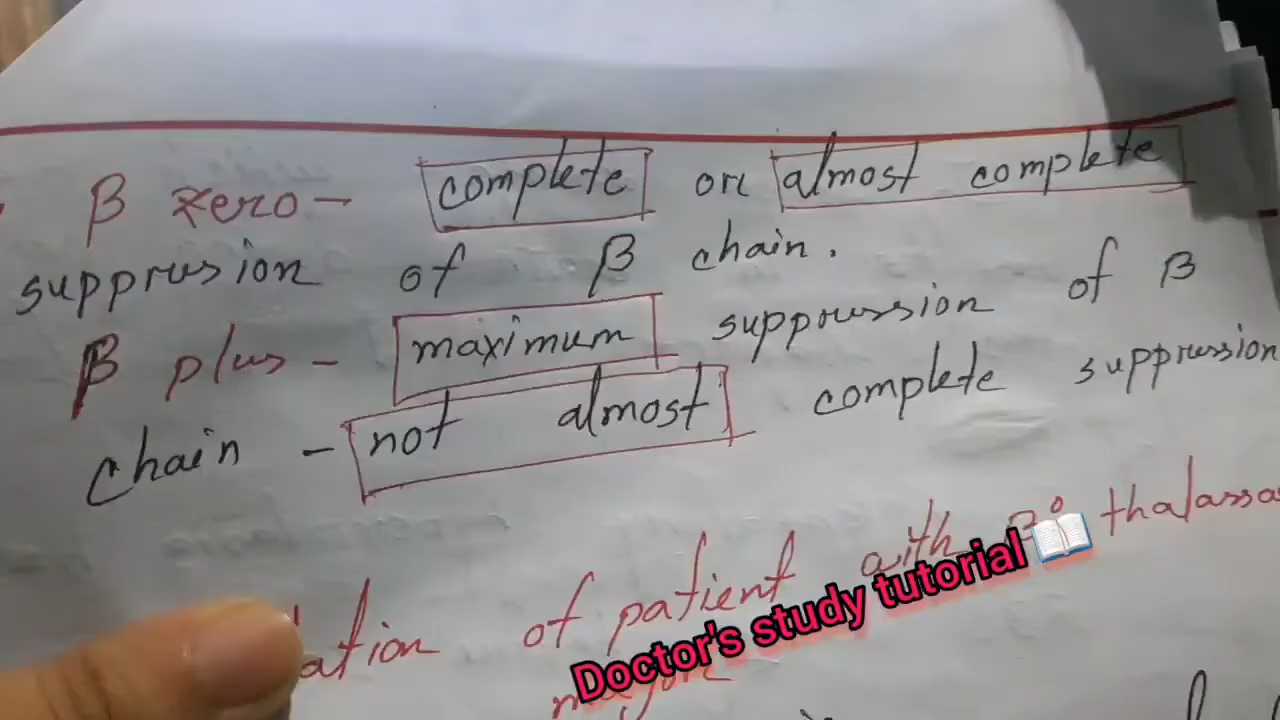 β zero- complete or almost complete
suppression of β chain.
β plus - maximum suppression of β
chain - not almost complete suppression
ation of patient with β° thalassa
Doctor's study tutorial